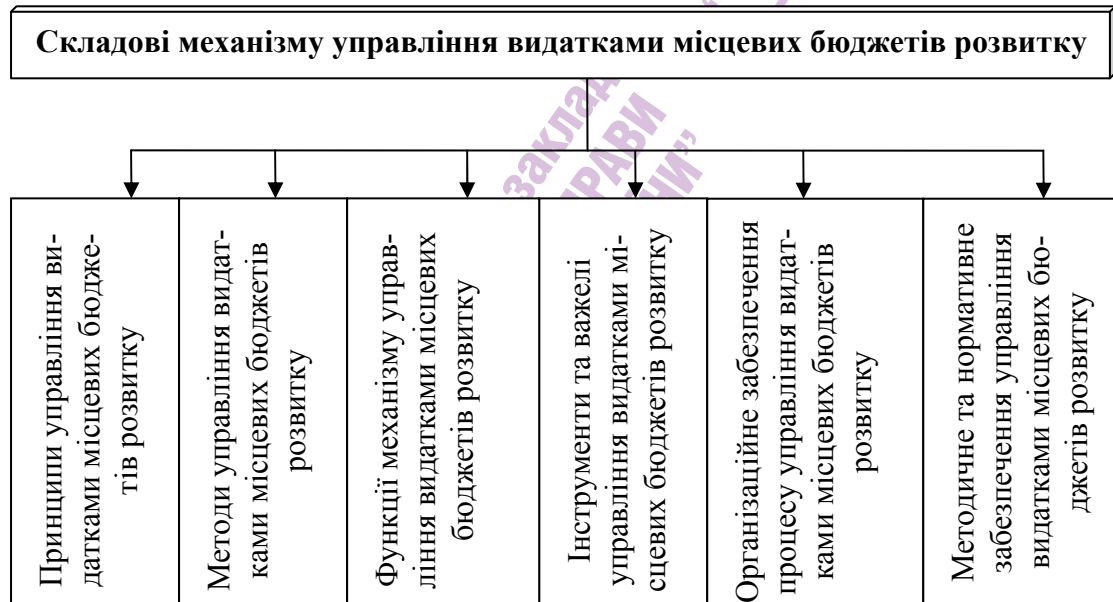 Складові механізму управління видатками місцевих бюджетів розвитку
Принципи управління ви-
датками місцевих бюдже-
тів розвитку
Методи управління видат-
ками місцевих бюджетів
розвитку
Функції механізму управ-
ління видатками місцевих
бюджетів розвитку
Інструменти та важелі
управління видатками мі-
сцевих бюджетів розвитку
Організаційне забезпечення
процесу управління видат-
ками місцевих бюджетів
розвитку
Методичне та нормативне
забезпечення управління
видатками місцевих бю-
джетів розвитку
заклад